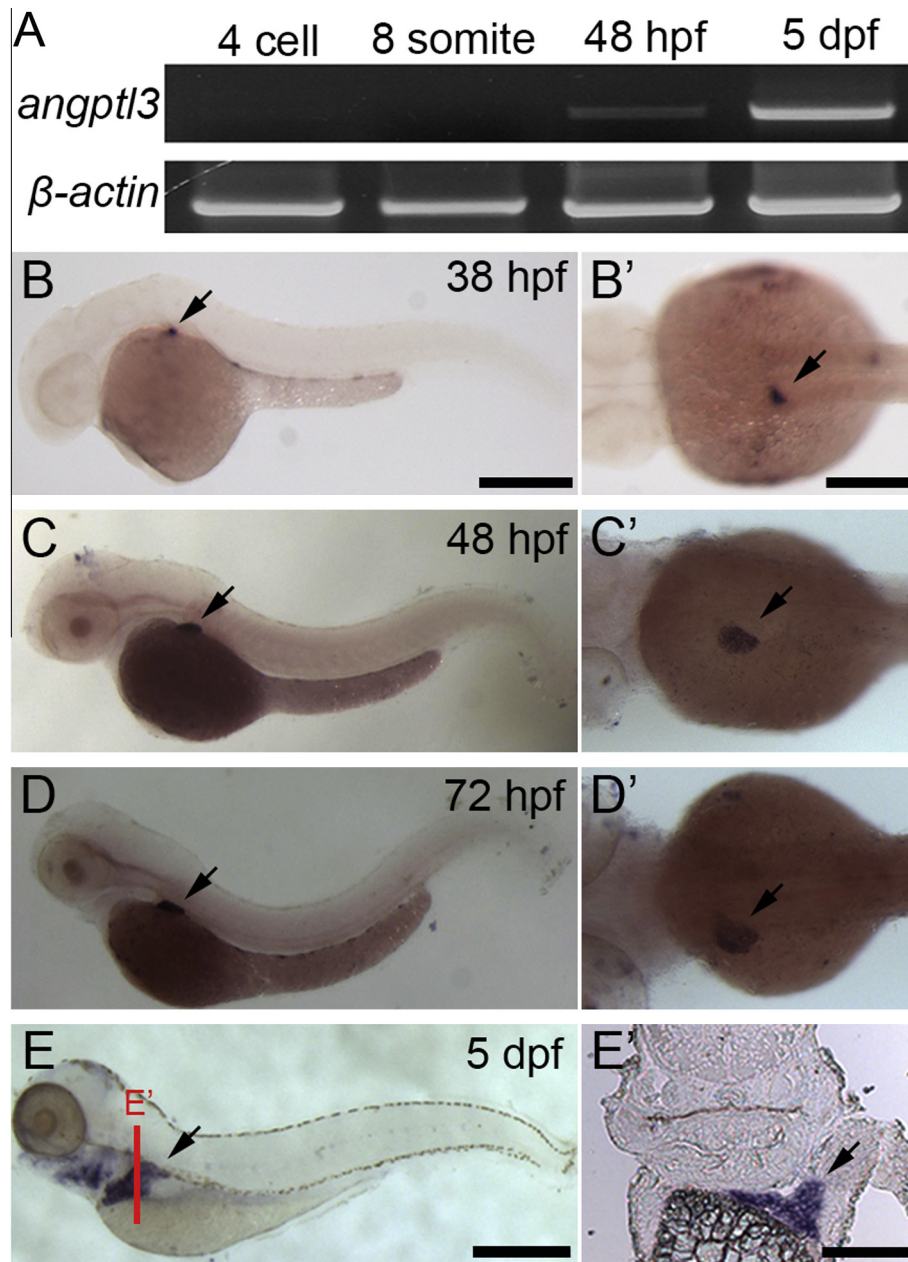 A
4 cell 8 somite 48 hpf 5 dpf
angptl3
β-actin
B 38 hpf B’
C 48 hpf C’
D 72 hpf D’
E 5 dpf E’
E’